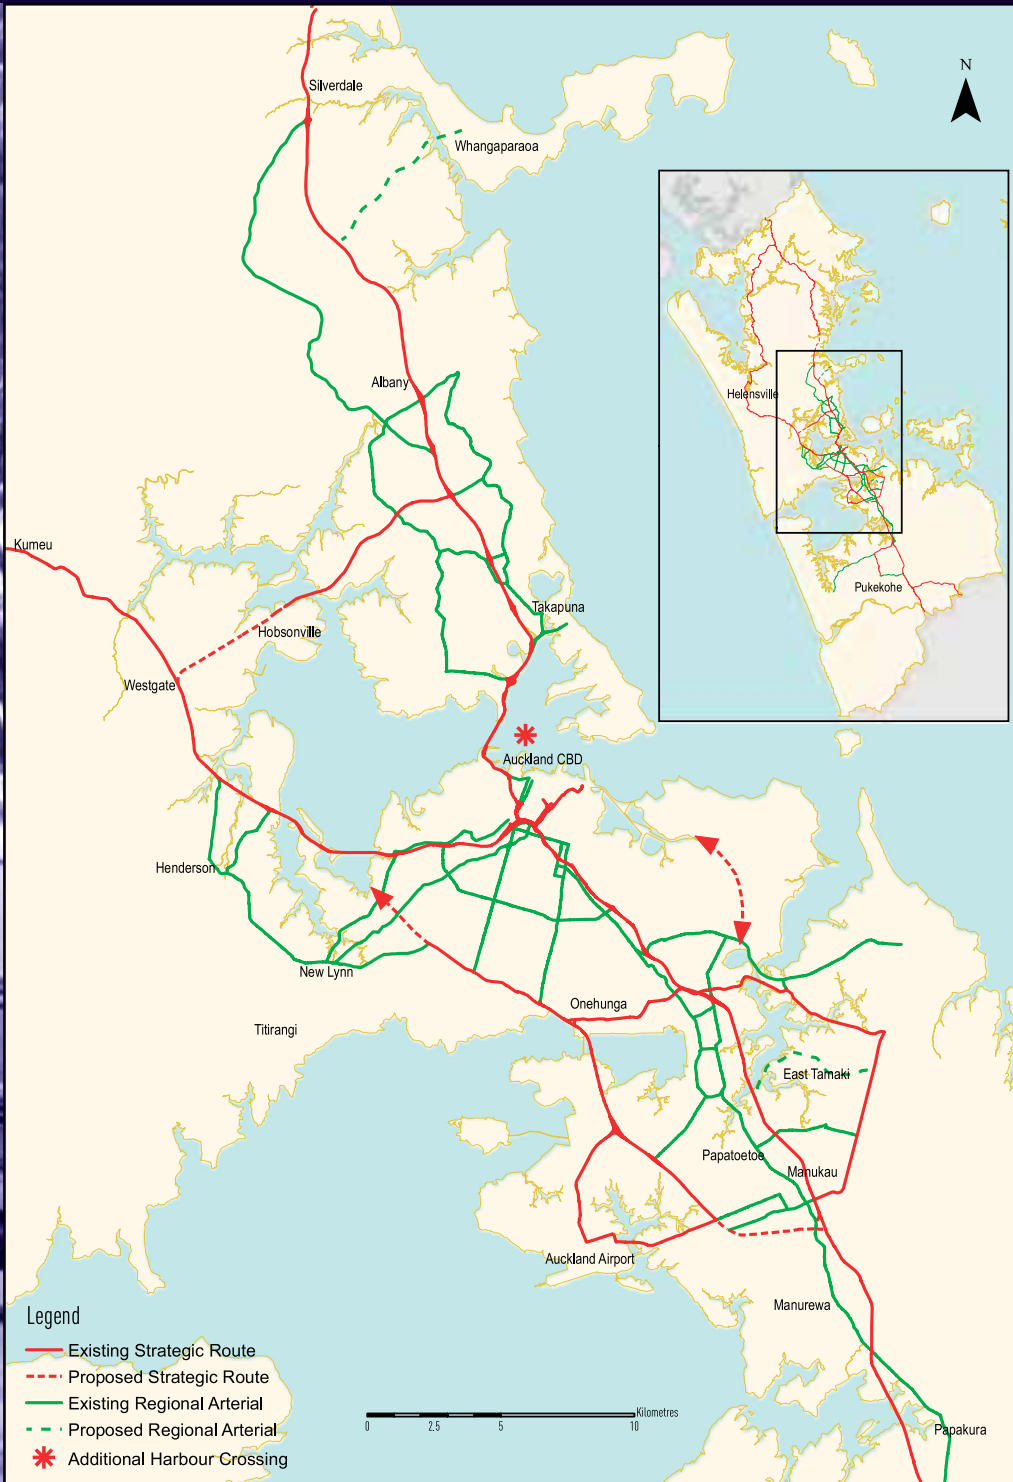 Silverdale
N
Whangaparaoa
Albany
Helensville
Kumeu
Pukekohe
Takapuna
Hobsonville
Westgate
Auckland CBD
Henderson
New Lynn
Onehunga
Titirangi
East Tamaki
Papatoetoe
Manukau
Auckland Airport
Manurewa
Papakura
Legend
Existing Strategic Route
Proposed Strategic Route
Existing Regional Arterial
Proposed Regional Arterial
Additional Harbour Crossing
Kilometres
0 2.5 5 10